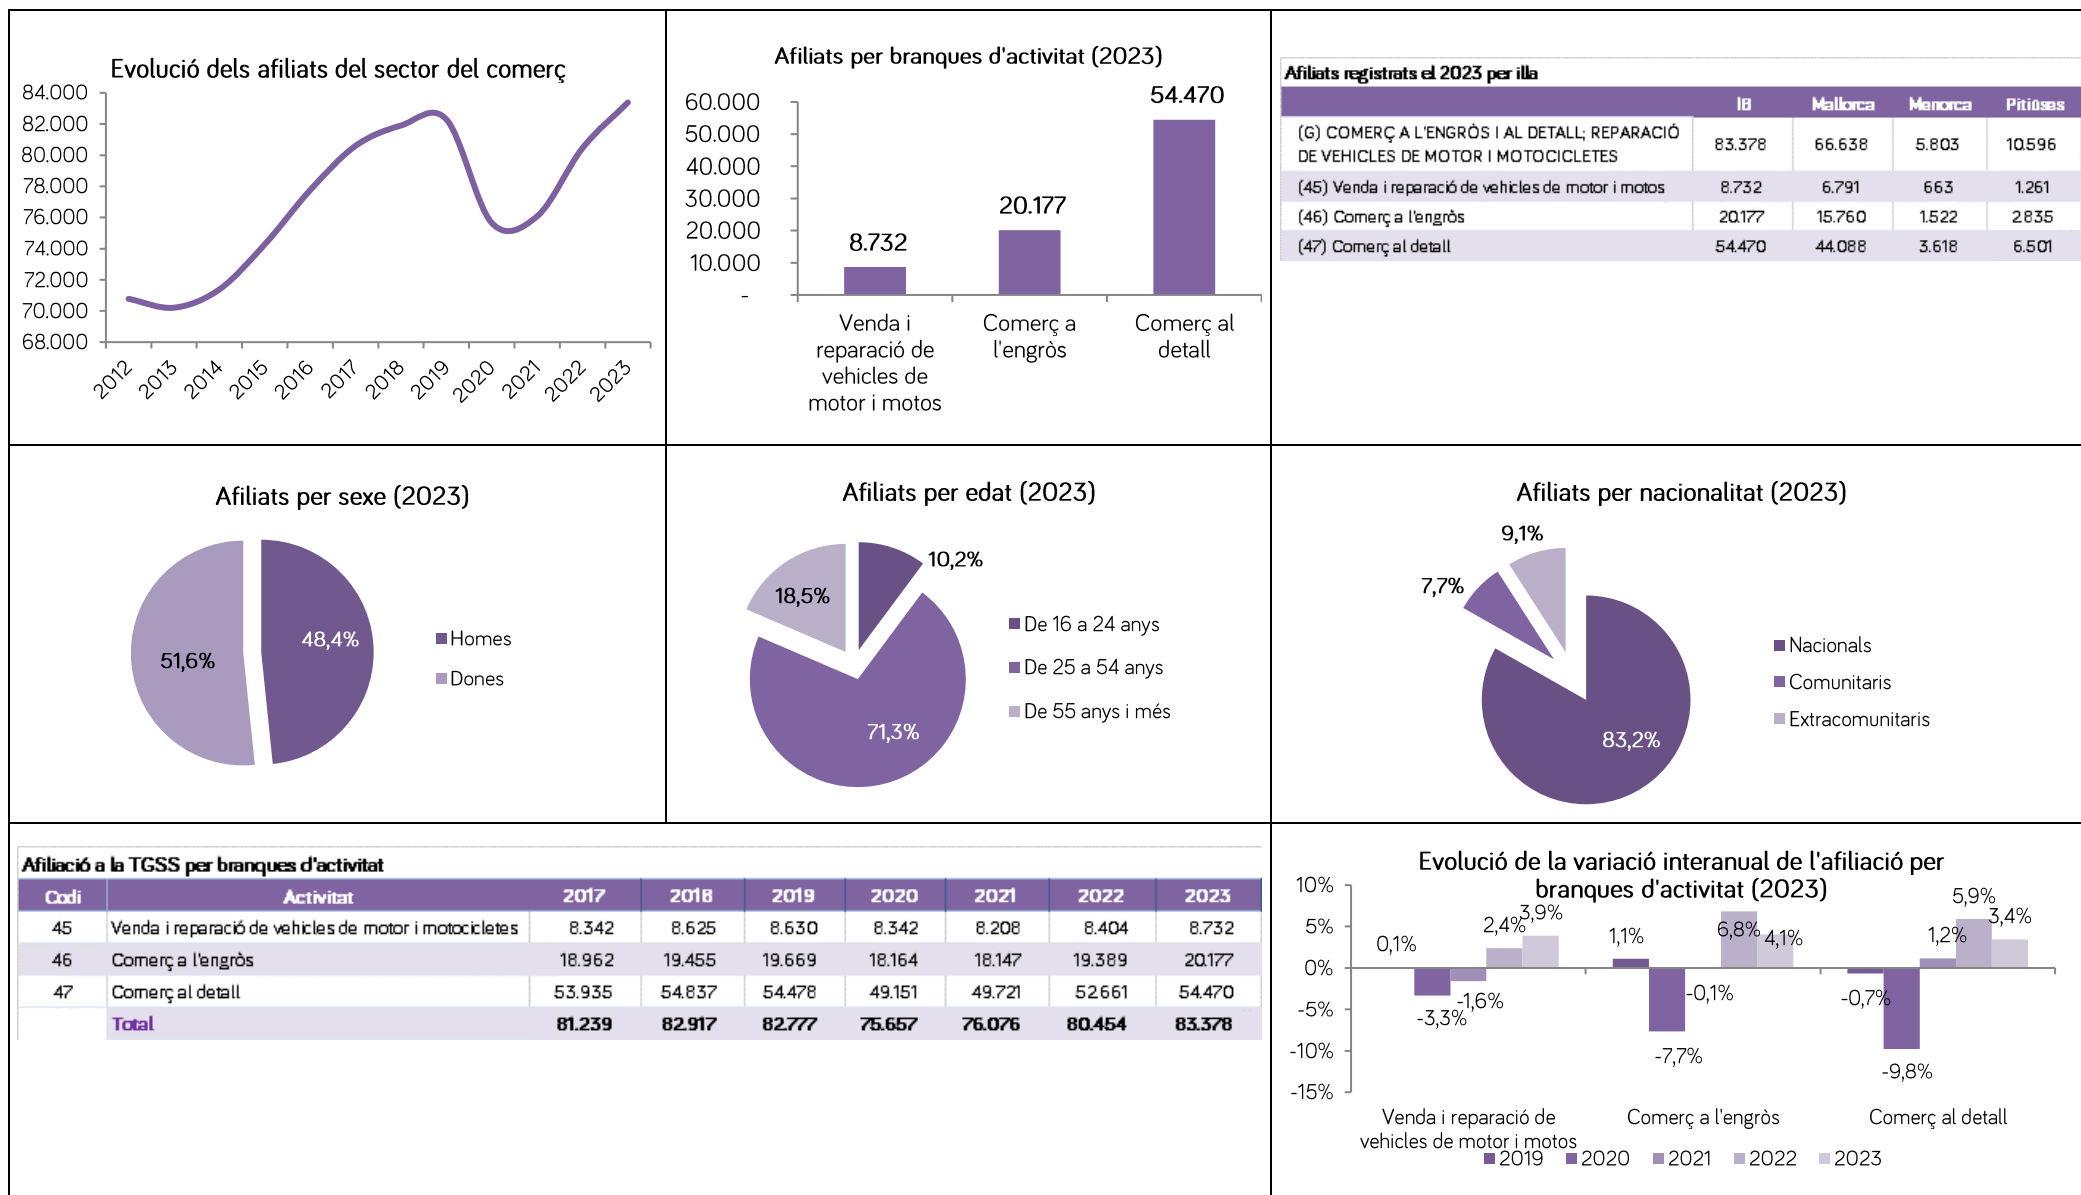 Evolució dels afiliats del sector del comerç
84.000
82.000
80.000
78.000
76.000
74.000
72.000
70.000
68.000
2012
2013
2014
2015
2016
2017
2018
2019
2020
2021
2022
2023
Afiliats per branques d'activitat (2023)
60.000
50.000
40.000
30.000
20.000
10.000
-
8.732
20.177
54.470
Venda i
reparació de
vehicles de
motor i motos
Comerç a
l'engròs
Comerç al
detall
Afiliats registrats el 2023 per illa
IB Mallorca Menorca Pitiüses
(G) COMERÇ A L'ENGRÒS I AL DETALL; REPARACIÓ
DE VEHICLES DE MOTOR I MOTOCICLETES
83.378 66.638 5.803 10.596
(45) Venda i reparació de vehicles de motor i motos 8.732 6.791 663 1.261
(46) Comerç a l'engròs 20.177 15.760 1.522 2.835
(47) Comerç al detall 54.470 44.088 3.618 6.501
Afiliats per sexe (2023)
51,6%
48,4%
Homes
Dones
Afiliats per edat (2023)
10,2%
18,5%
71,3%
De 16 a 24 anys
De 25 a 54 anys
De 55 anys i més
Afiliats per nacionalitat (2023)
9,1%
7,7%
83,2%
Nacionals
Comunitaris
Extracomunitaris
Afiliació a la TGSS per branques d'activitat
Codi Activitat 2017 2018 2019 2020 2021 2022 2023
45 Venda i reparació de vehicles de motor i motocicletes 8.342 8.625 8.630 8.342 8.208 8.404 8.732
46 Comerç a l'engròs 18.962 19.455 19.669 18.164 18.147 19.389 20.177
47 Comerç al detall 53.935 54.837 54.478 49.151 49.721 52.661 54.470
Total 81.239 82.917 82.777 75.657 76.076 80.454 83.378
Evolució de la variació interanual de l'afiliació per
branques d'activitat (2023)
10%
5%
0%
-5%
-10%
-15%
0,1%
-3,3%
-1,6%
2,4%
3,9%
1,1%
-7,7%
-0,1%
6,8%
4,1%
-0,7%
-9,8%
1,2%
5,9%
3,4%
Venda i reparació de
vehicles de motor i motos
Comerç a l'engròs
Comerç al detall
2019 2020 2021 2022 2023